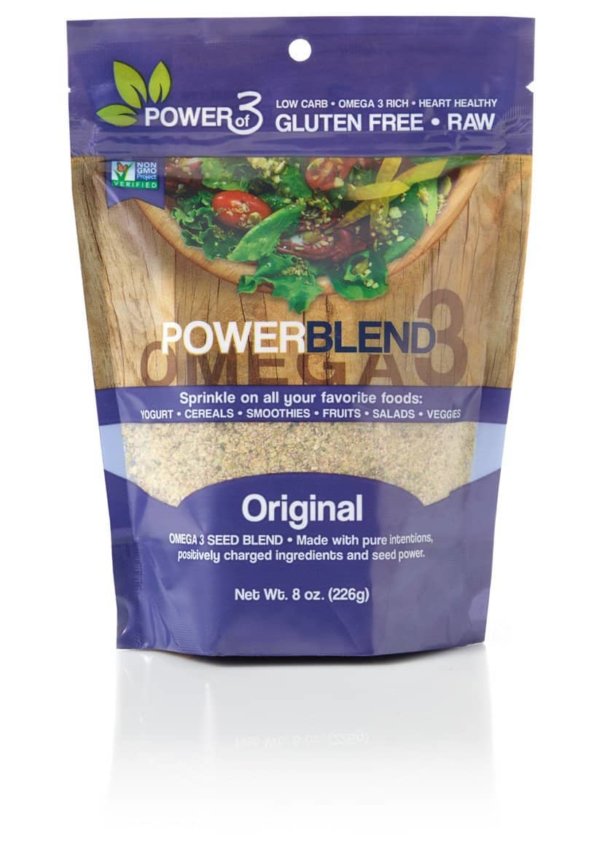 POWER of 3
LOW CARB • OMEGA 3 RICH • HEART HEALTHY
GLUTEN FREE • RAW
NON
GMO
Project
VERIFIED
POWERBLEND
OMEGA 3
Sprinkle on all your favorite foods:
YOGURT • CEREALS • SMOOTHIES • FRUITS • SALADS • VEGGIES
Original
OMEGA 3 SEED BLEND • Made with pure intentions,
positively charged ingredients and seed power.
Net Wt. 8 oz. (226g)